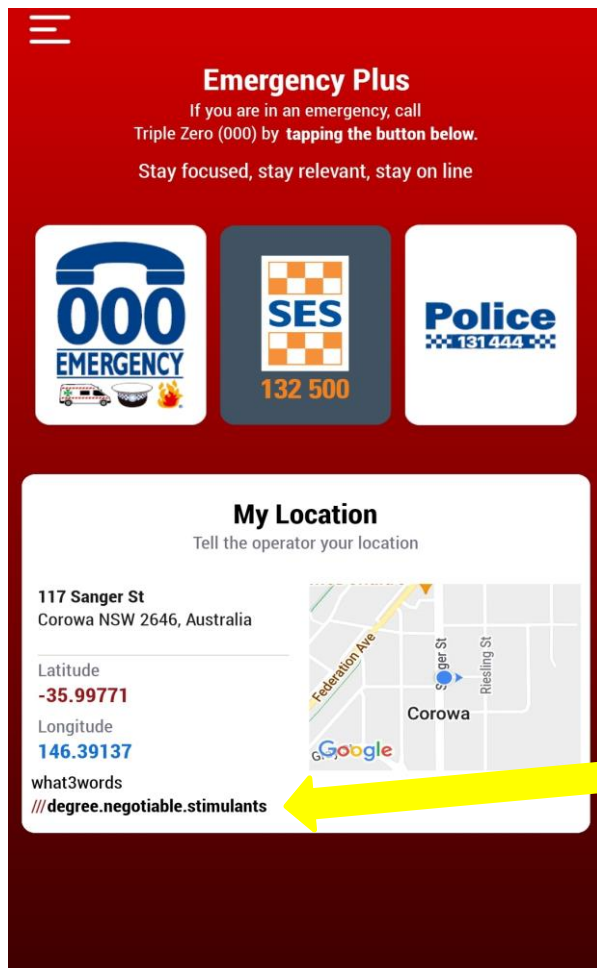 Emergency Plus
If you are in an emergency, call
Triple Zero (000) by tapping the button below.
Stay focused, stay relevant, stay on line
000
EMERGENCY
SES
132 500
Police
131 444
My Location
Tell the operator your location
117 Sanger St
Corowa NSW 2646, Australia
Latitude
-35.99771
Longitude
146.39137
what3words
///degree.negotiable.stimulants
Federation Ave
Riesling St
Corowa
Google